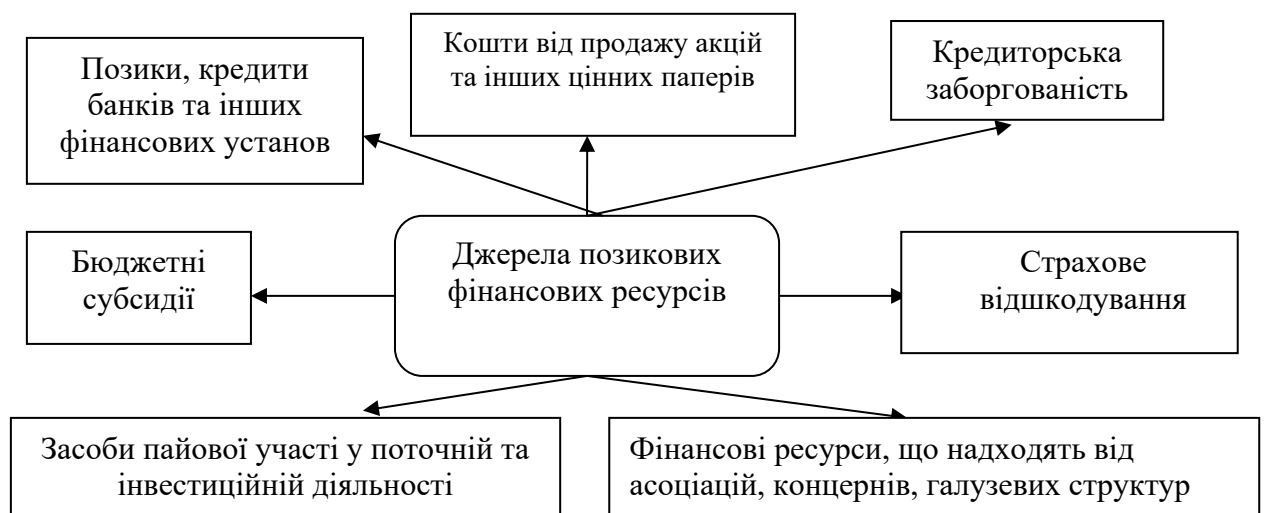 Позики, кредити
банків та інших
фінансових установ
Кошти від продажу акцій
та інших цінних паперів
Кредиторська
заборгованість
Бюджетні
субсидії
Джерела позикових
фінансових ресурсів
Страхове
відшкодування
Засоби пайової участі у поточній та
інвестиційній діяльності
Фінансові ресурси, що надходять від
асоціацій, концернів, галузевих структур